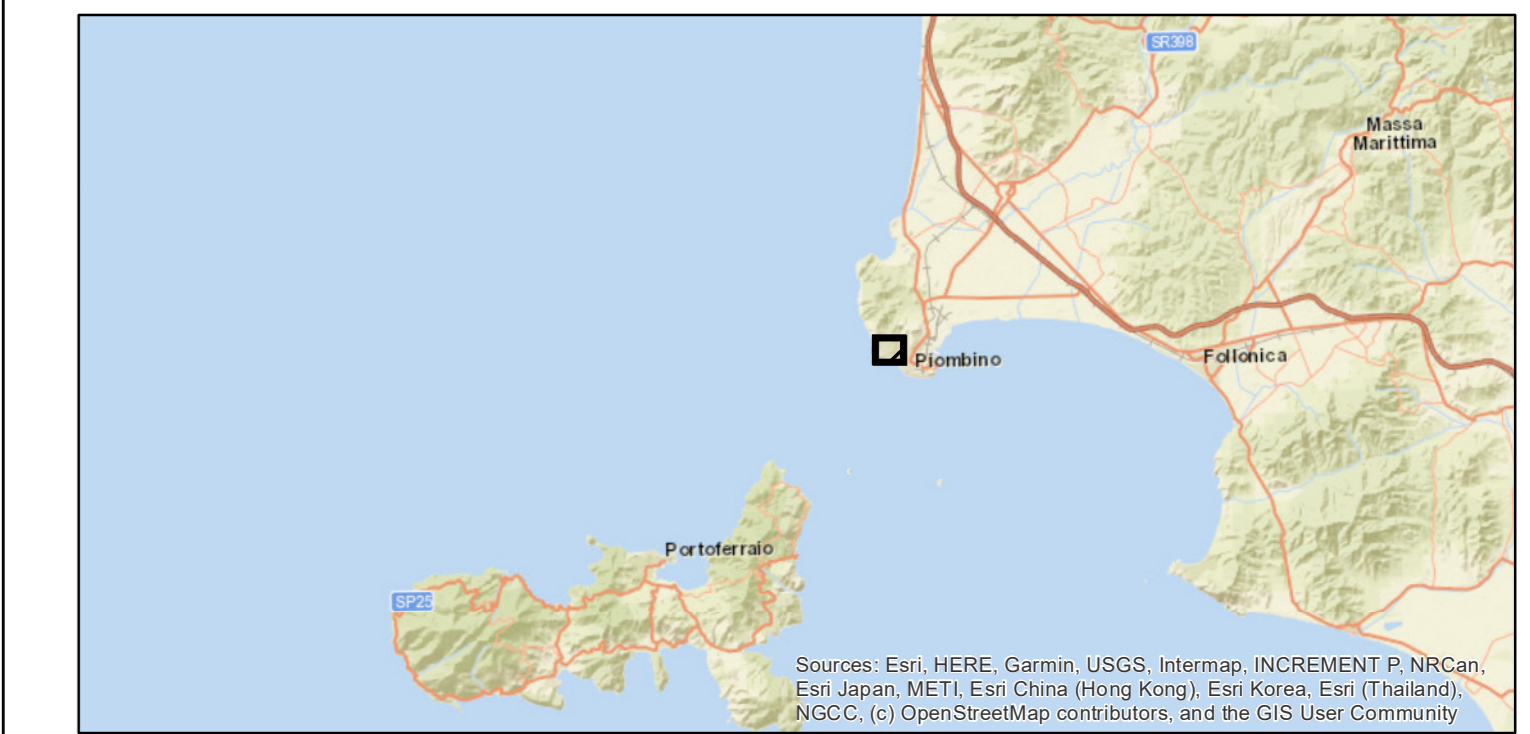 SR398
Massa
Marittima
Piombino
Follonica
Portoferraio
SP25
Sources: Esri, HERE, Garmin, USGS, Intermap, INCREMENT P, NRCan,
Esri Japan, METI, Esri China (Hong Kong), Esri Korea, Esri (Thailand),
NGCC, (c) OpenStreetMap contributors, and the GIS User Community